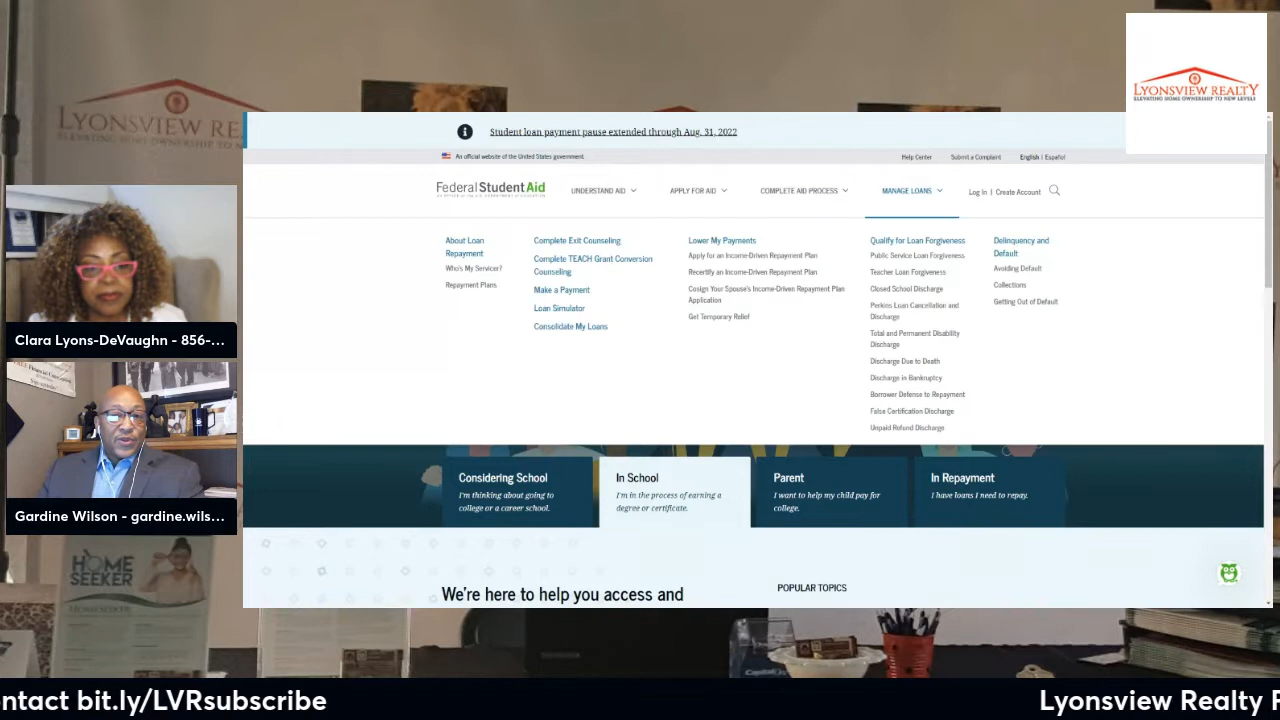 LYONSVIEW REALTY
ELEVATING HOME OWNERSHIP TO NEW LEVELS
LYONSVIEW RE
Student loan payment pause extended through Aug. 31, 2022
An official website of the United States government
Help Center
Submit a Complaint
English | Español
Federal Student Aid
AN OFFICE OF THE U.S. DEPARTMENT OF EDUCATION
UNDERSTAND AID
APPLY FOR AID
COMPLETE AID PROCESS
MANAGE LOANS
Log In | Create Account
About Loan
Repayment
Who's My Servicer?
Repayment Plans
Complete Exit Counseling
Complete TEACH Grant Conversion
Counseling
Make a Payment
Loan Simulator
Consolidate My Loans
Lower My Payments
Apply for an Income-Driven Repayment Plan
Recertify an Income-Driven Repayment Plan
Cosign Your Spouse's Income-Driven Repayment Plan
Application
Get Temporary Relief
Qualify for Loan Forgiveness
Public Service Loan Forgiveness
Teacher Loan Forgiveness
Closed School Discharge
Perkins Loan Cancellation and
Discharge
Total and Permanent Disability
Discharge
Discharge Due to Death
Discharge in Bankruptcy
Borrower Defense to Repayment
False Certification Discharge
Unpaid Refund Discharge
Delinquency and
Default
Avoiding Default
Collections
Getting Out of Default
Clara Lyons-DeVaughn - 866-...
Gardine Wilson - gardine.wils...
Considering School
I'm thinking about going to
college or a career school.
In School
I'm in the process of earning a
degree or certificate.
Parent
I want to help my child pay for
college.
In Repayment
I have loans I need to repay.
We're here to help you access and
POPULAR TOPICS
HOME
SEEKER
ontact bit.ly/LVRsubscribe
Lyonsview Realty P